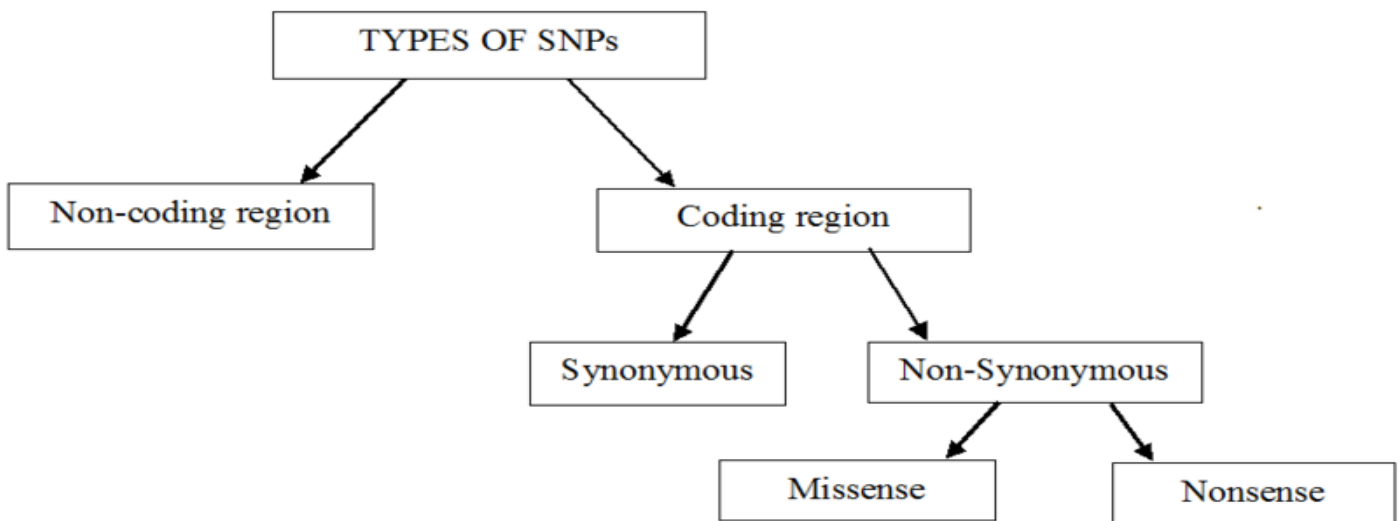 TYPES OF SNPs
Non-coding region
Coding region
Synonymous
Non-Synonymous
Missense
Nonsense